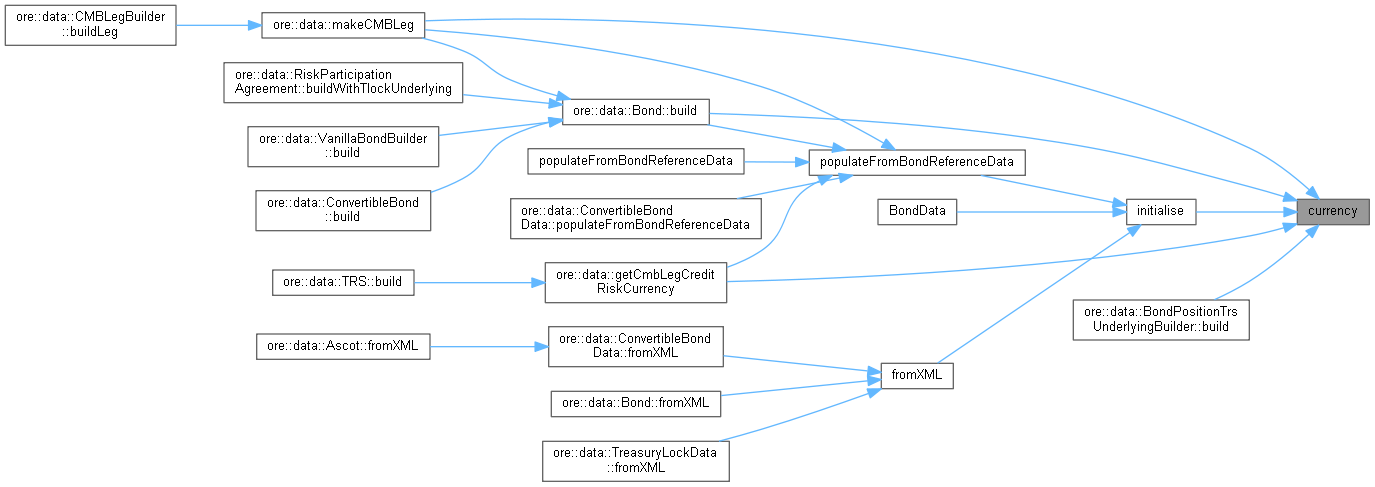 ore::data::CMBLegBuilder
::buildLeg
ore::data::makeCMBLeg
ore::data::RiskParticipation
Agreement::buildWithTlockUnderlying
ore::data::Bond::build
ore::data::VanillaBondBuilder
::build
populateFromBondReferenceData
populateFromBondReferenceData
ore::data::ConvertibleBond
::build
ore::data::ConvertibleBond
Data::populateFromBondReferenceData
BondData
initialise
currency
ore::data::TRS::build
ore::data::getCmbLegCredit
RiskCurrency
ore::data::BondPositionTrs
UnderlyingBuilder::build
ore::data::Ascot::fromXML
ore::data::ConvertibleBond
Data::fromXML
fromXML
ore::data::Bond::fromXML
ore::data::TreasuryLockData
::fromXML